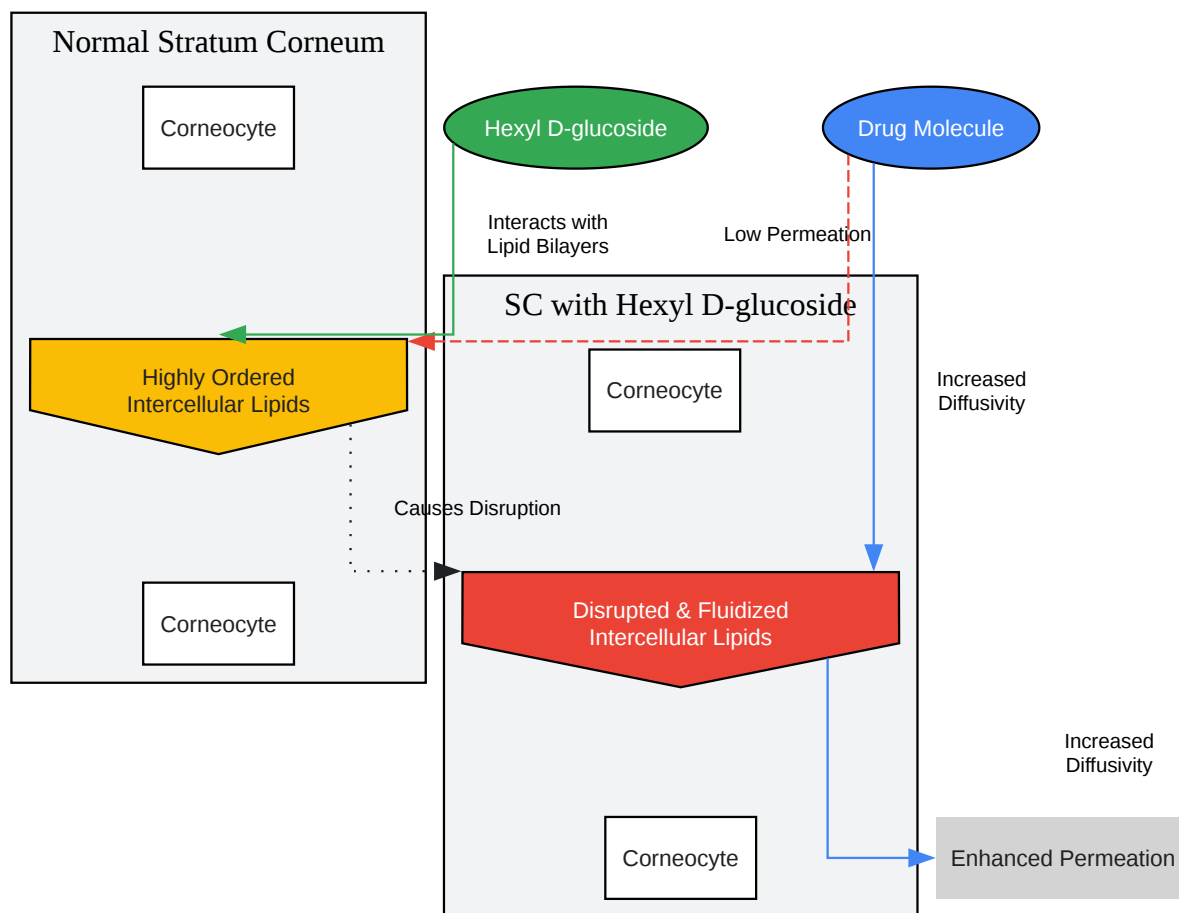 Normal Stratum Corneum
Corneocyte
Hexyl D-glucoside
Drug Molecule
Interacts with
Lipid Bilayers
Low Permeation
SC with Hexyl D-glucoside
Highly Ordered
Intercellular Lipids
Corneocyte
Increased
Diffusivity
Causes Disruption
Corneocyte
Disrupted & Fluidized
Intercellular Lipids
Increased
Diffusivity
Corneocyte
Enhanced Permeation